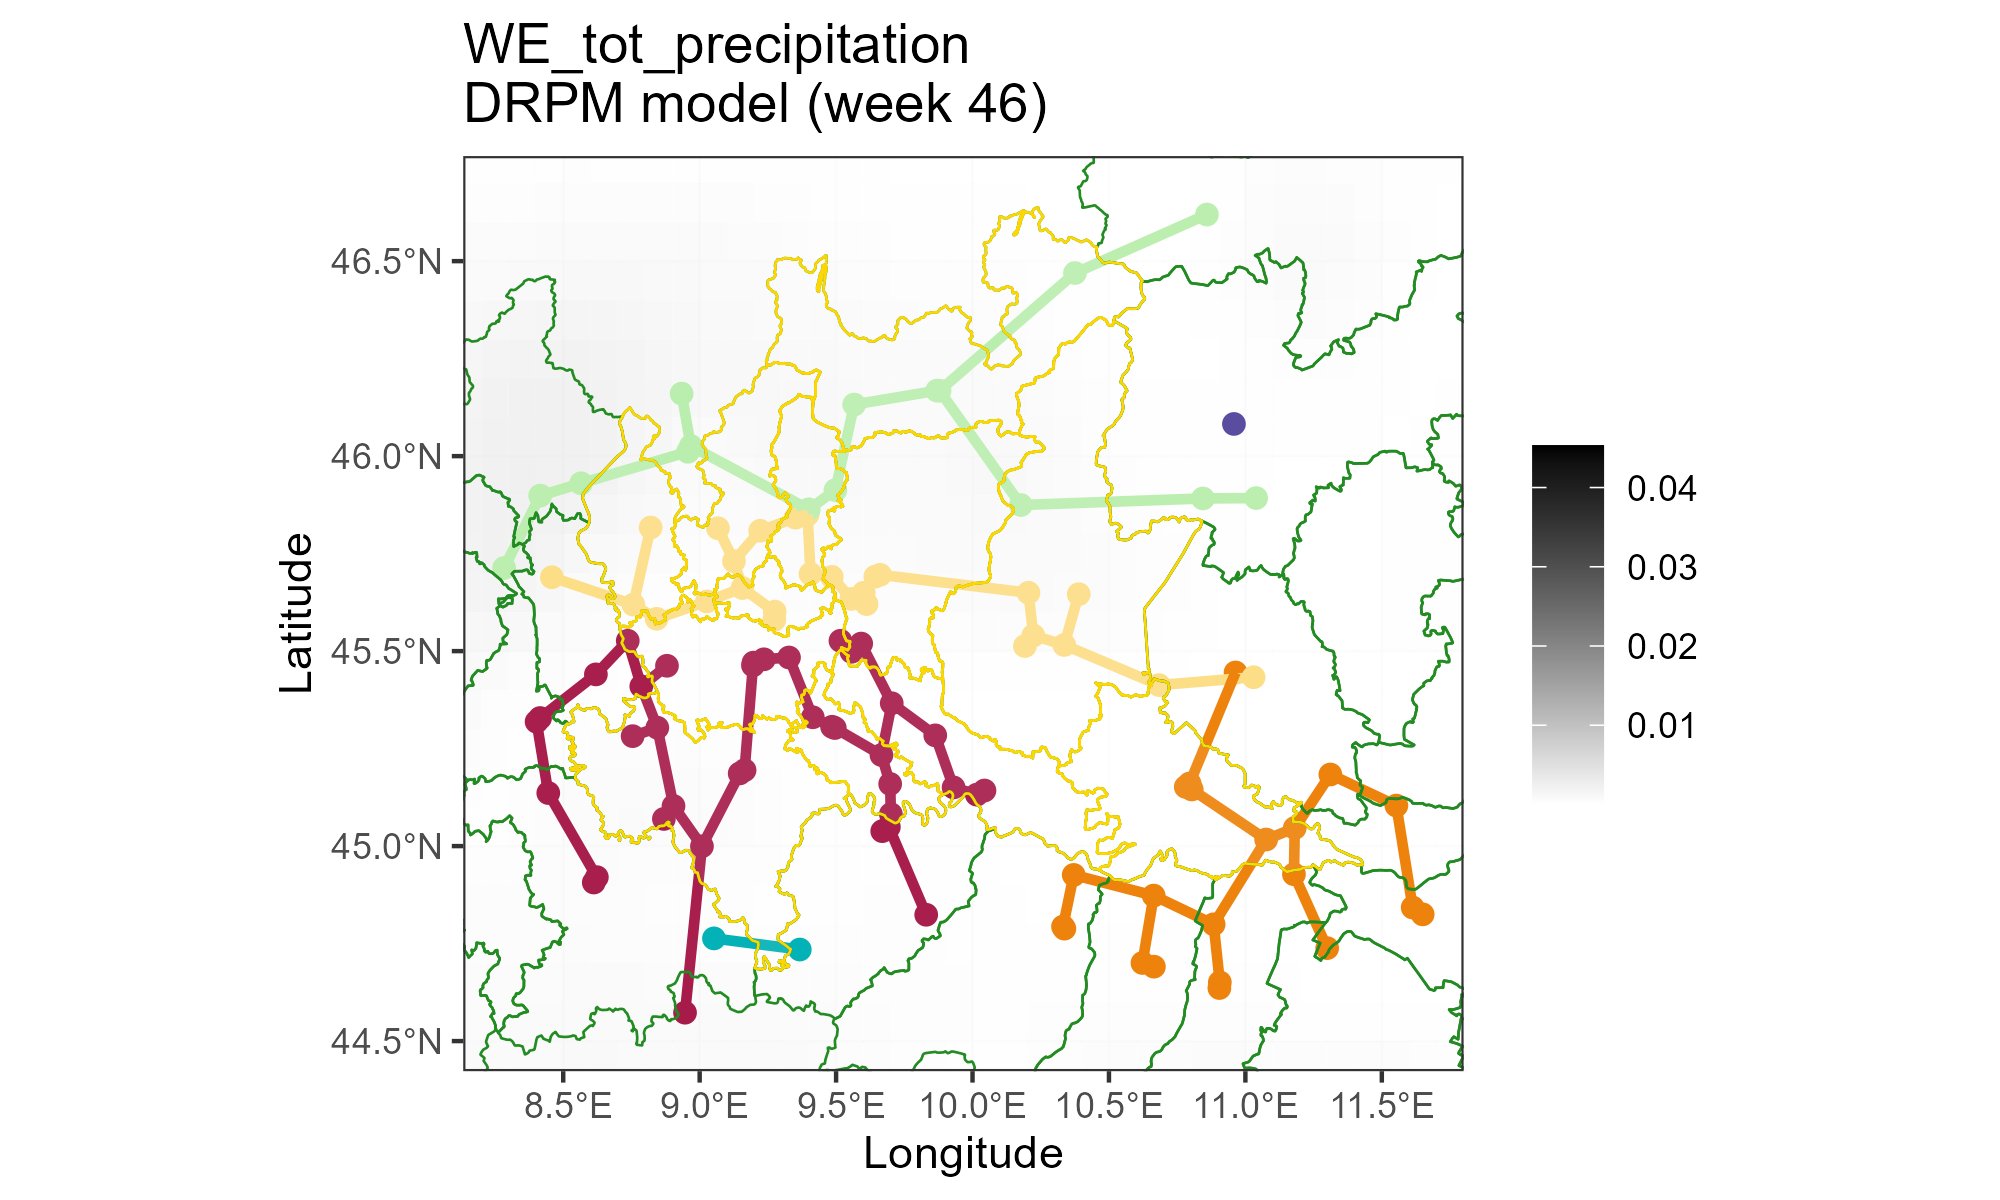 WE_tot_precipitation
DRPM model (week 46)
46.5°N
46.0°N
45.5°N
45.0°N
44.5°N
Latitude
8.5°E 9.0°E 9.5°E 10.0°E 10.5°E 11.0°E 11.5°E
Longitude
0.04
0.03
0.02
0.01